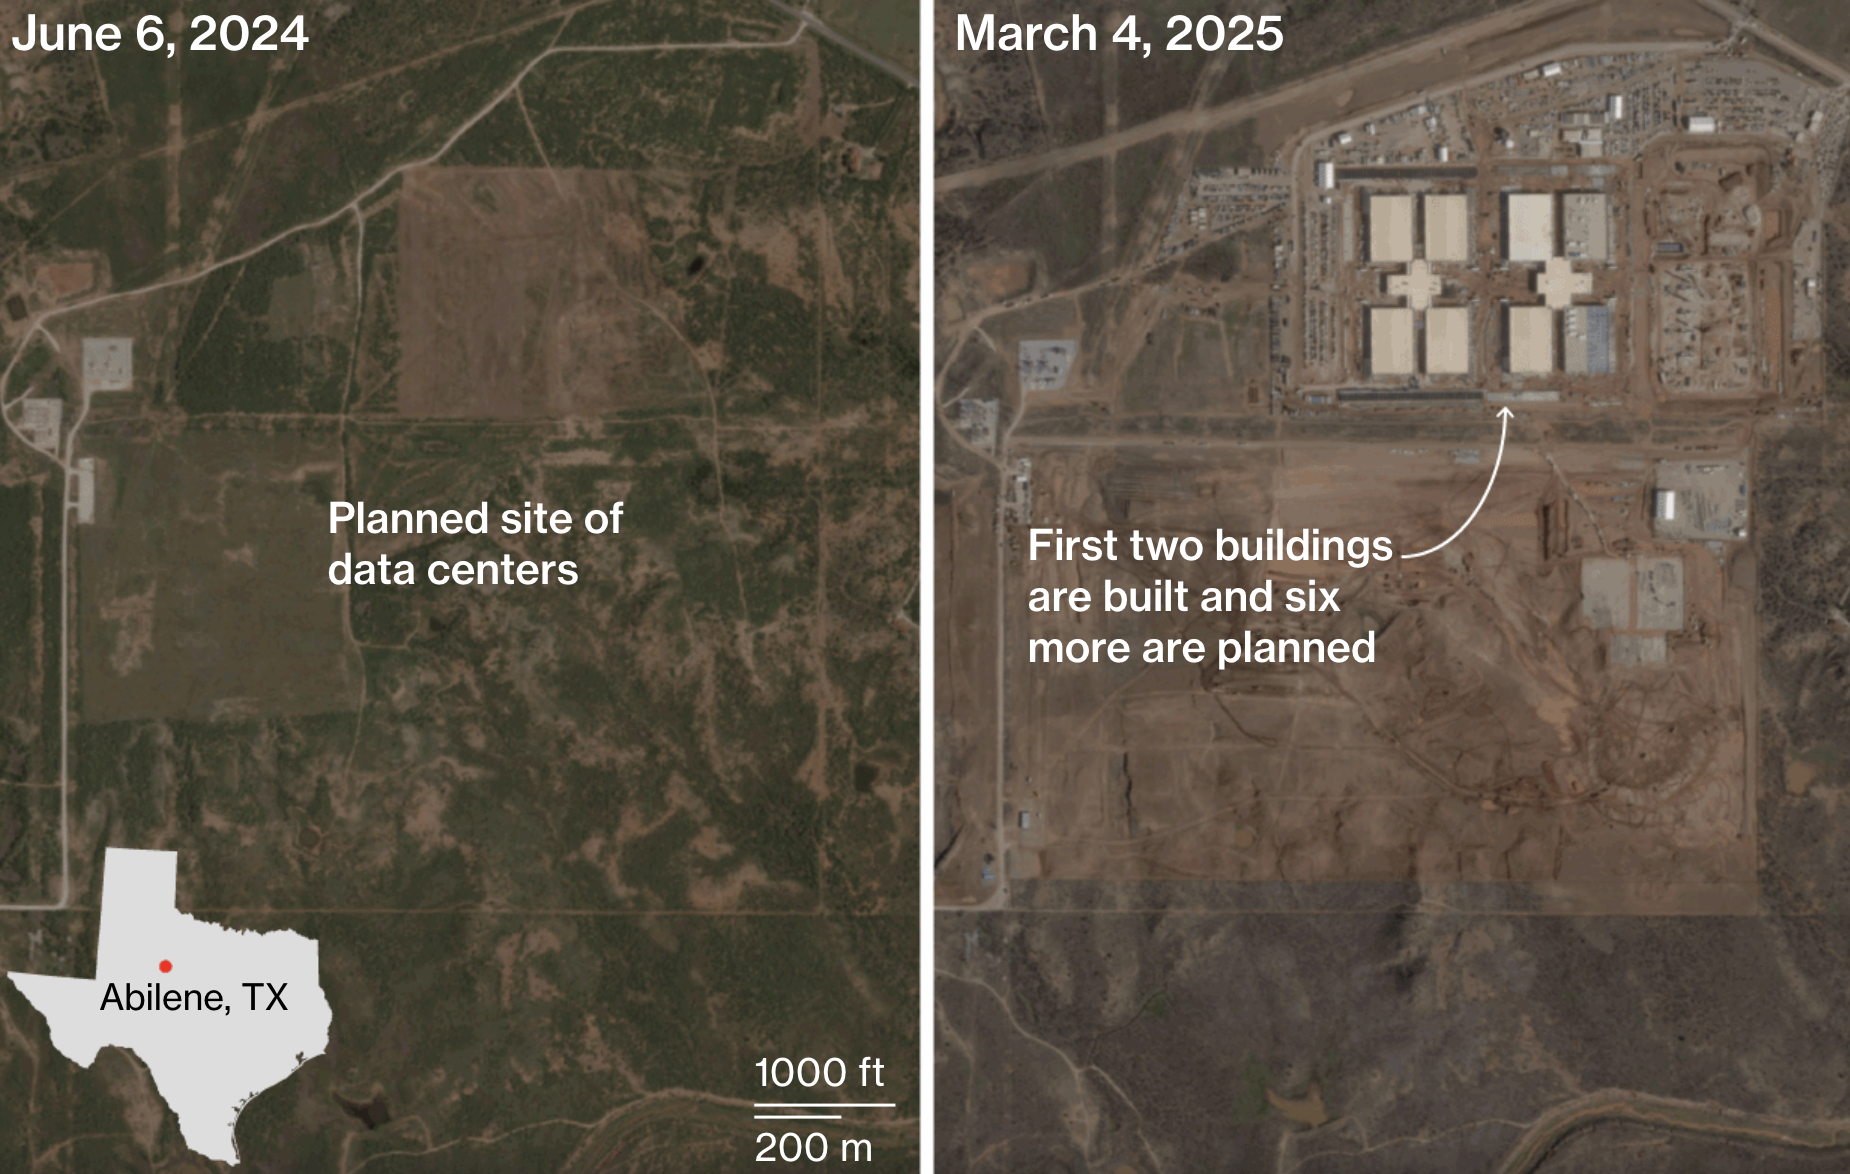 June 6, 2024
Planned site of
data centers
Abilene, TX
1000 ft
200 m
March 4, 2025
First two buildings
are built and six
more are planned